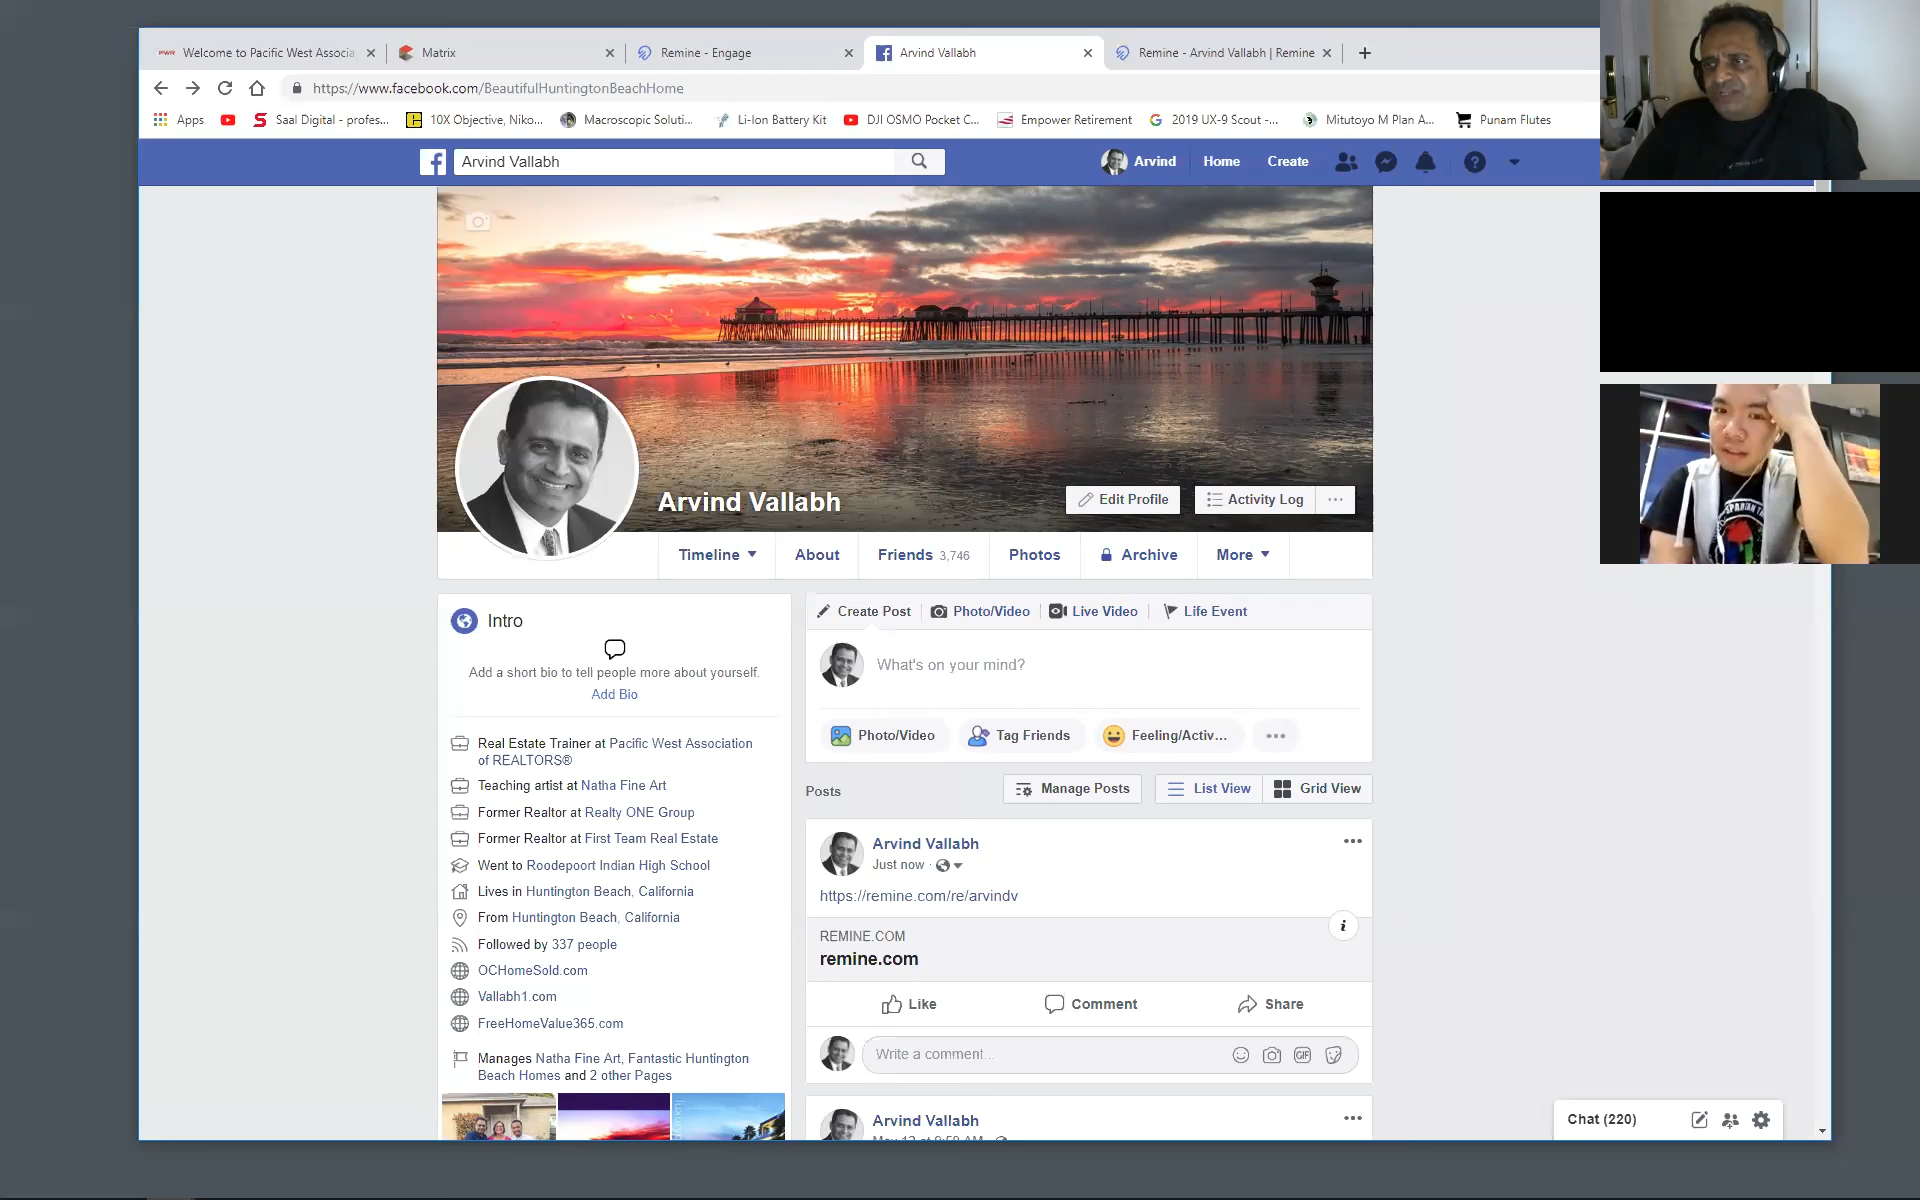 PWR Welcome to Pacific West Associa
Matrix
Remine - Engage
Arvind Vallabh
Remine - Arvind Vallabh | Remine
https://www.facebook.com/BeautifulHuntingtonBeachHome
Apps
Saal Digital - profes...
10X Objective, Niko...
Macroscopic Soluti...
Li-Ion Battery Kit
DJI OSMO Pocket C...
Empower Retirement
2019 UX-9 Scout -...
Mitutoyo M Plan A...
Punam Flutes
Arvind Vallabh
Arvind
Home
Create
Arvind Vallabh
Edit Profile
Activity Log
Timeline
About
Friends 3,746
Photos
Archive
More
Intro
Add a short bio to tell people more about yourself.
Add Bio
Real Estate Trainer at Pacific West Association
of REALTORS®
Teaching artist at Natha Fine Art
Former Realtor at Realty ONE Group
Former Realtor at First Team Real Estate
Went to Roodepoort Indian High School
Lives in Huntington Beach, California
From Huntington Beach, California
Followed by 337 people
OCHomeSold.com
Vallabh1.com
FreeHomeValue365.com
Manages Natha Fine Art, Fantastic Huntington
Beach Homes and 2 other Pages
Create Post
Photo/Video
Live Video
Life Event
What's on your mind?
Photo/Video
Tag Friends
Feeling/Activ...
Posts
Manage Posts
List View
Grid View
Arvind Vallabh
Just now
https://remine.com/re/arvindv
REMINE.COM
remine.com
Like
Comment
Share
Write a comment...
GIF
Arvind Vallabh
Chat (220)